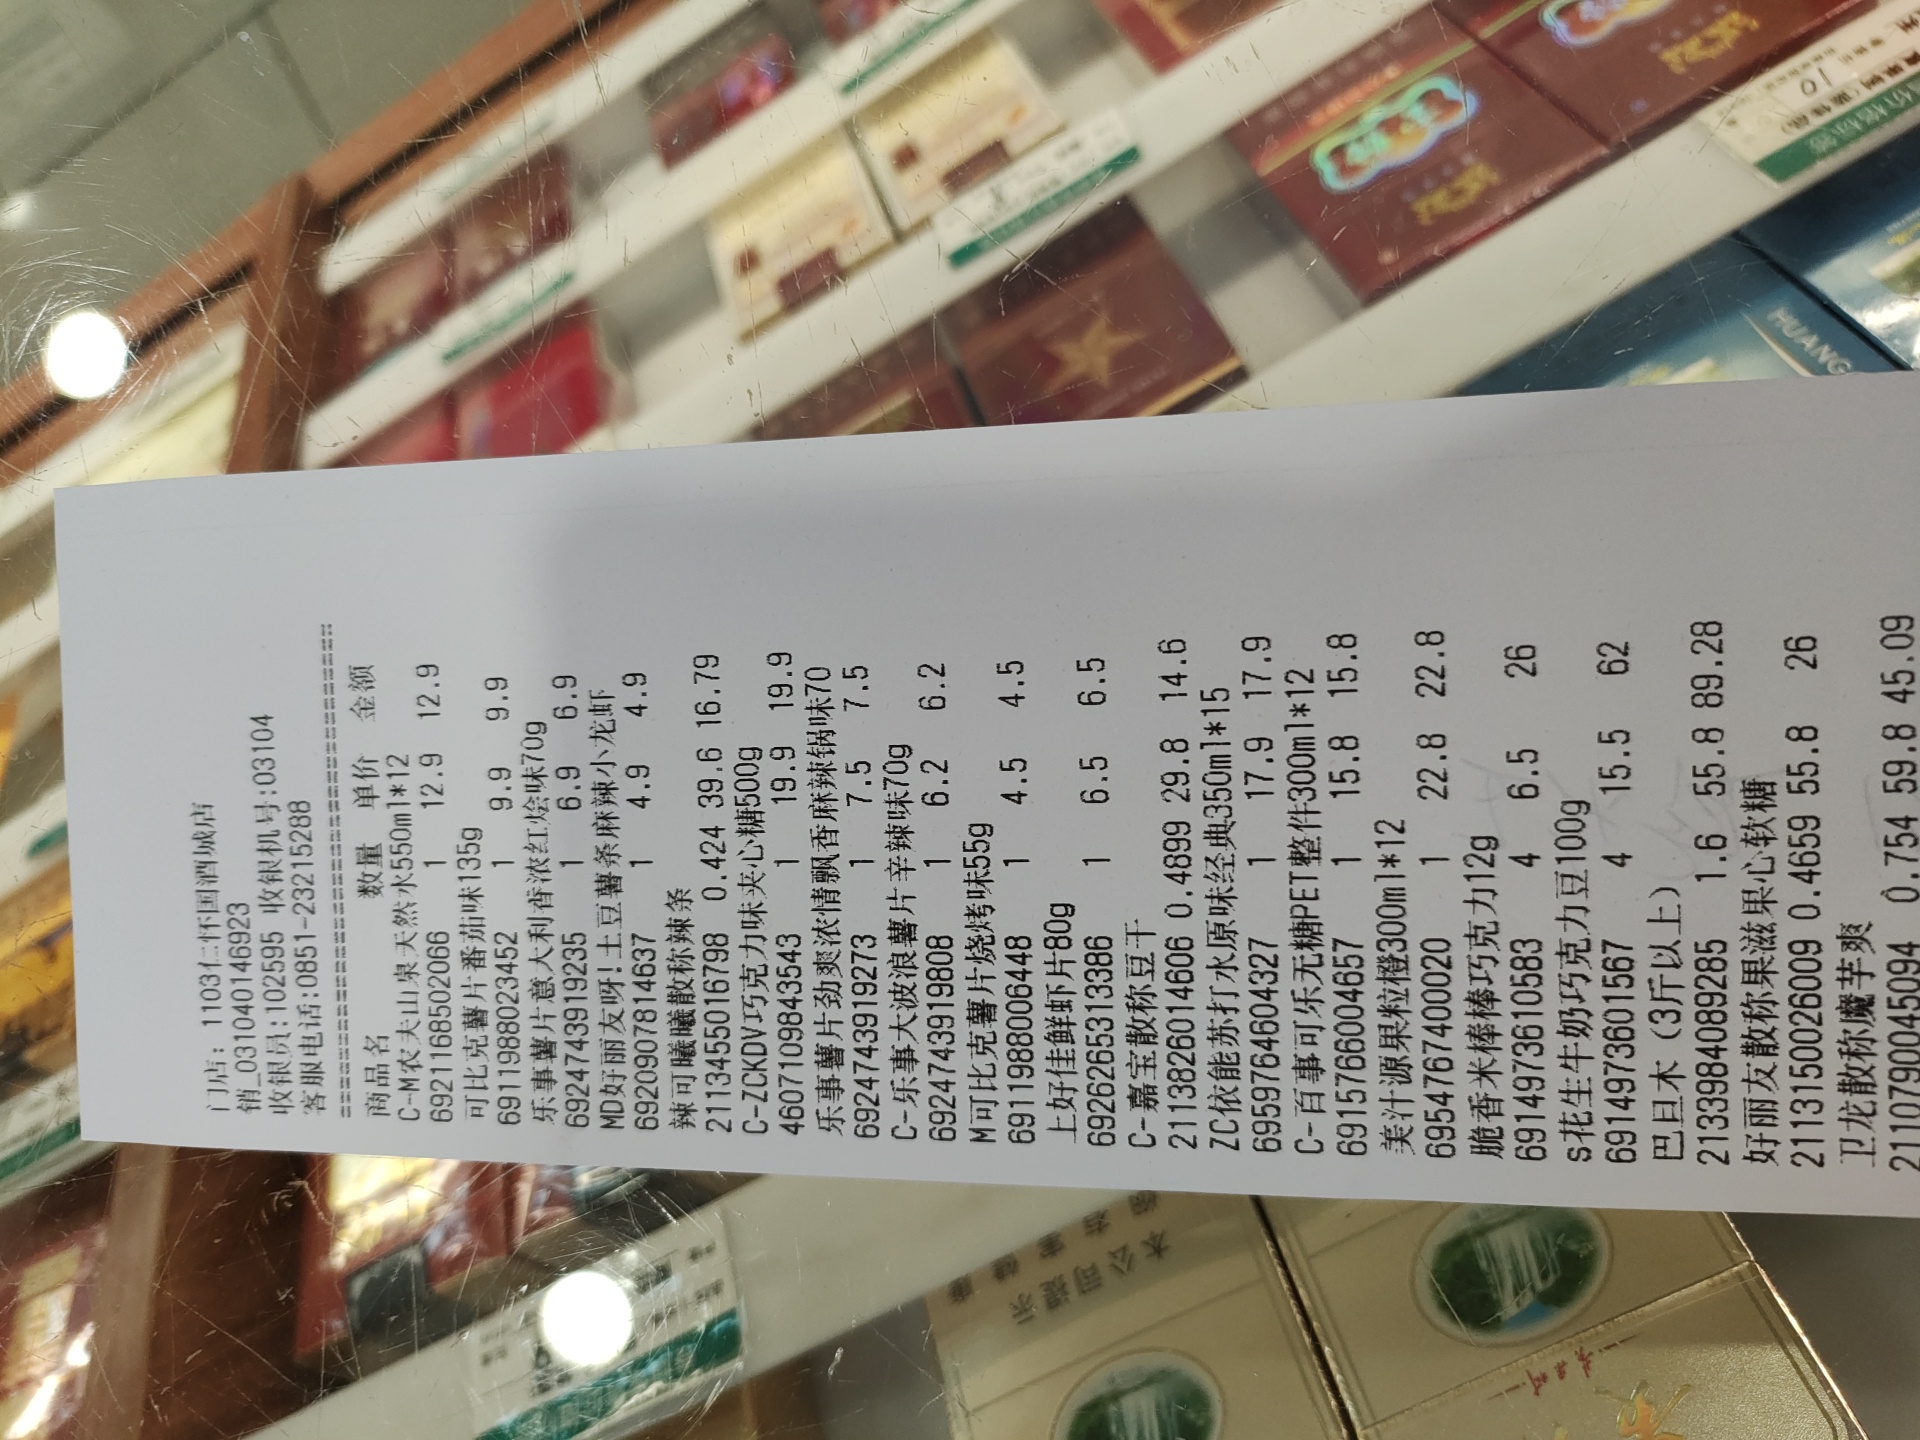 门店: 1103仁怀国酒城店
销_031040146923
收银员:102595 收银机号:03104
客服电话:0851-23215288
商品名 数量 单价 金额
C-M农夫山泉天然水550ml*12
6921168502066 1 12.9 12.9
可比克薯片番茄味135g
6911988023452 1 9.9 9.9
乐事薯片意大利香浓红烩味70g
6924743919235 1 6.9 6.9
MD好丽友呀!土豆薯条麻辣小龙虾
6920907814637 1 4.9 4.9
辣可曦曦散称辣条
2113455016798 0.424 39.6 16.79
C-ZCKDV巧克力味夹心糖500g
4607109843543 1 19.9 19.9
乐事薯片劲爽浓情飘香麻辣锅味70
6924743919273 1 7.5 7.5
C-乐事大波浪薯片辛辣味70g
6924743919808 1 6.2 6.2
M可比克薯片烧烤味55g
6911988006448 1 4.5 4.5
上好佳鲜虾片80g
6926265313386 1 6.5 6.5
C-嘉宝散称豆干
2113826014606 0.4899 29.8 14.6
ZC依能苏打水原味经典350ml*15
6959764604327 1 17.9 17.9
C-百事可乐无糖PET整件300ml*12
6915766004657 1 15.8 15.8
美汁源果粒橙300ml*12
6954767400020 1 22.8 22.8
脆香米棒棒巧克力12g
6914973610583 4 6.5 26
s花生牛奶巧克力豆100g
6914973601567 4 15.5 62
巴旦木（3斤以上）
2133984089285 1.6 55.8 89.28
好丽友散称果滋果心软糖
2113150026009 0.4659 55.8 26
卫龙散称魔芋爽
2110790045094 0.754 59.8 45.09
HUANG
10